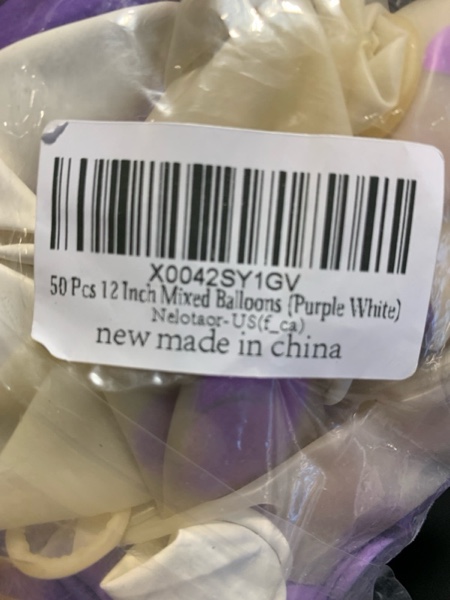 X0042SY1GV
50 Pcs 12 Inch Mixed Balloons (Purple White)
Nelotaor-US(f_ca)
new made in china